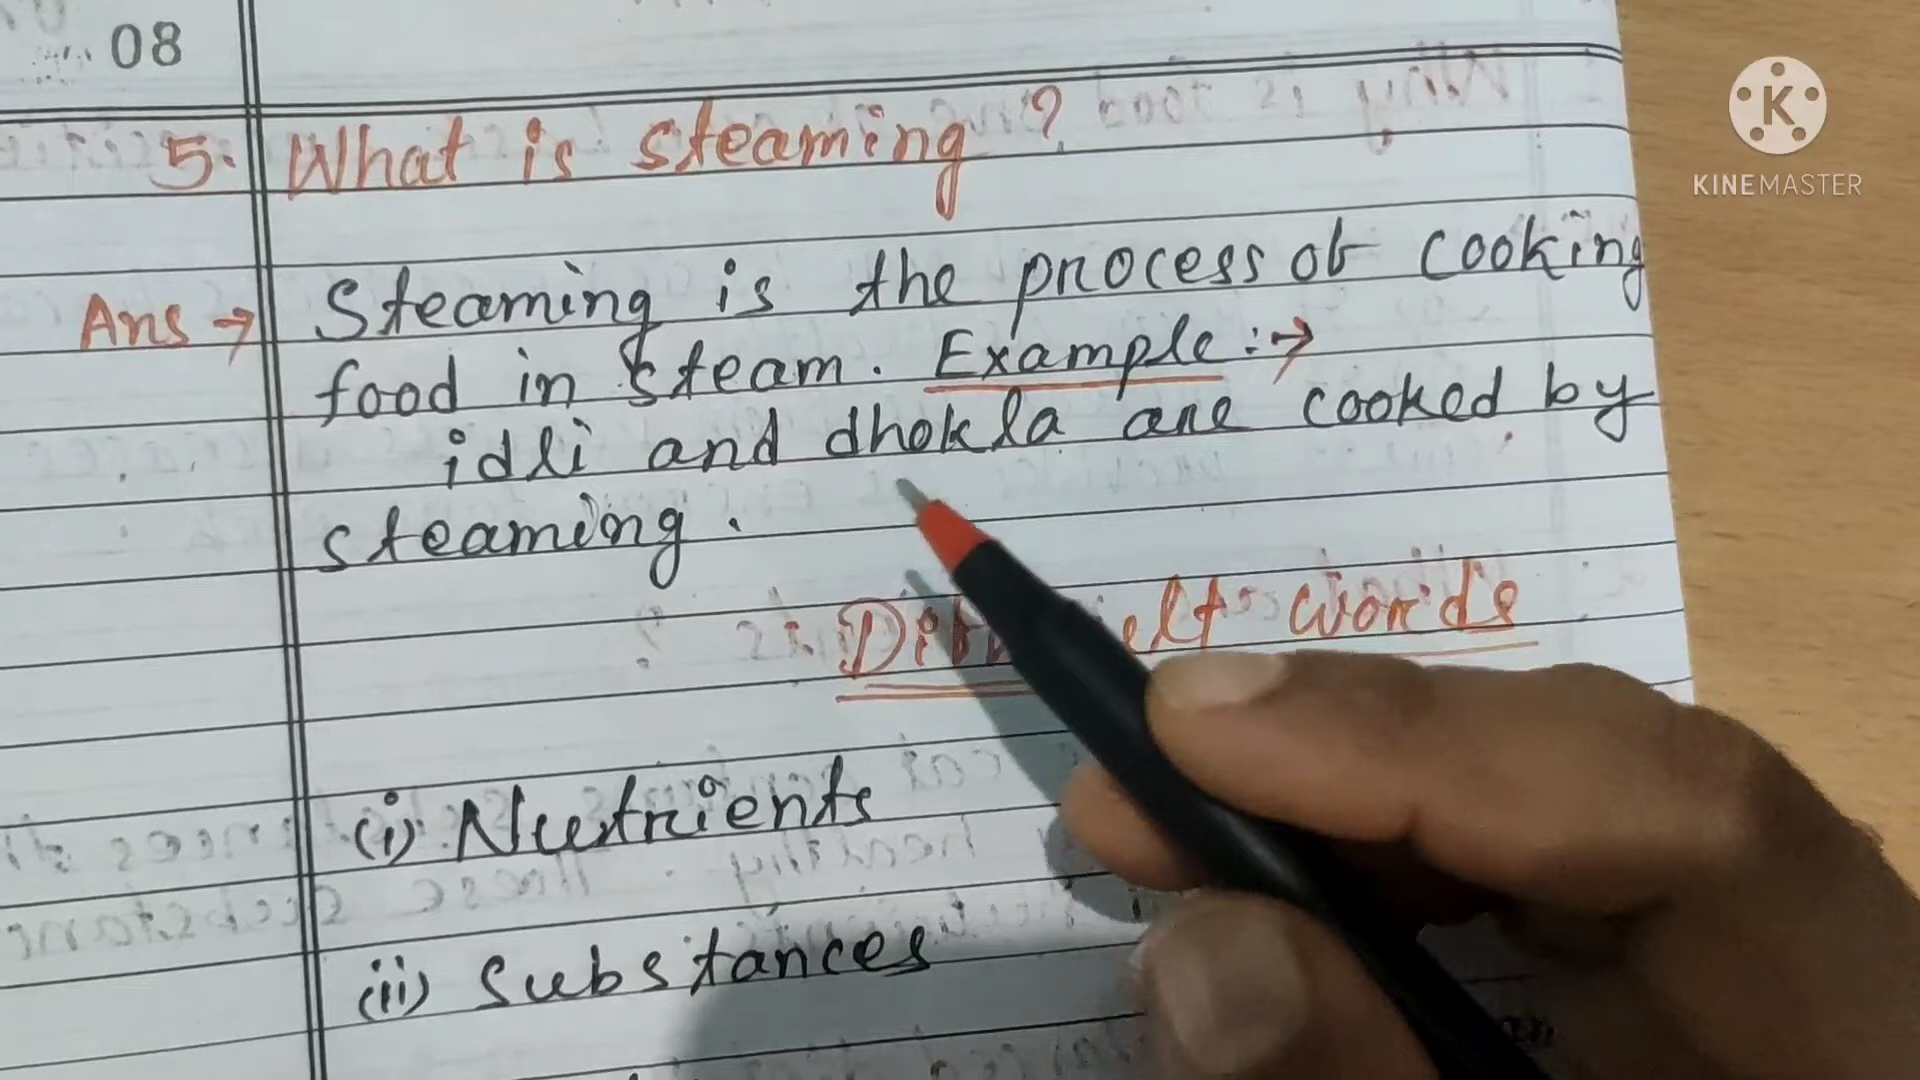 08
KINEMASTER
5. What is steaming?
Ans → Steaming is the process of cooking
food in steam. Example :→
idli and dhokla are cooked by
steaming.
words
(i) Nutrients
(ii) Substances